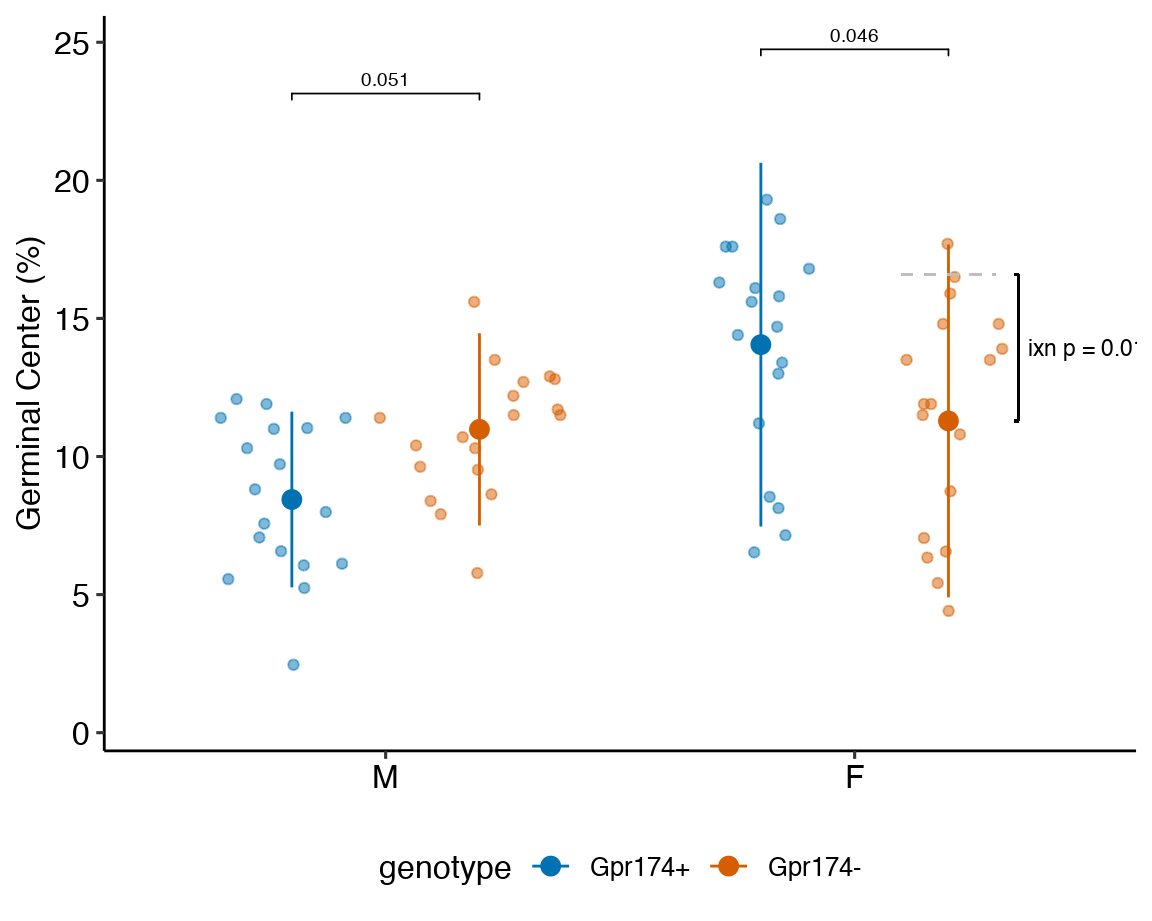 25
0.046
0.051
20
Germinal Center (%)
15
ixn p = 0.0
10
5
0
M
F
genotype
Gpr174+
Gpr174-